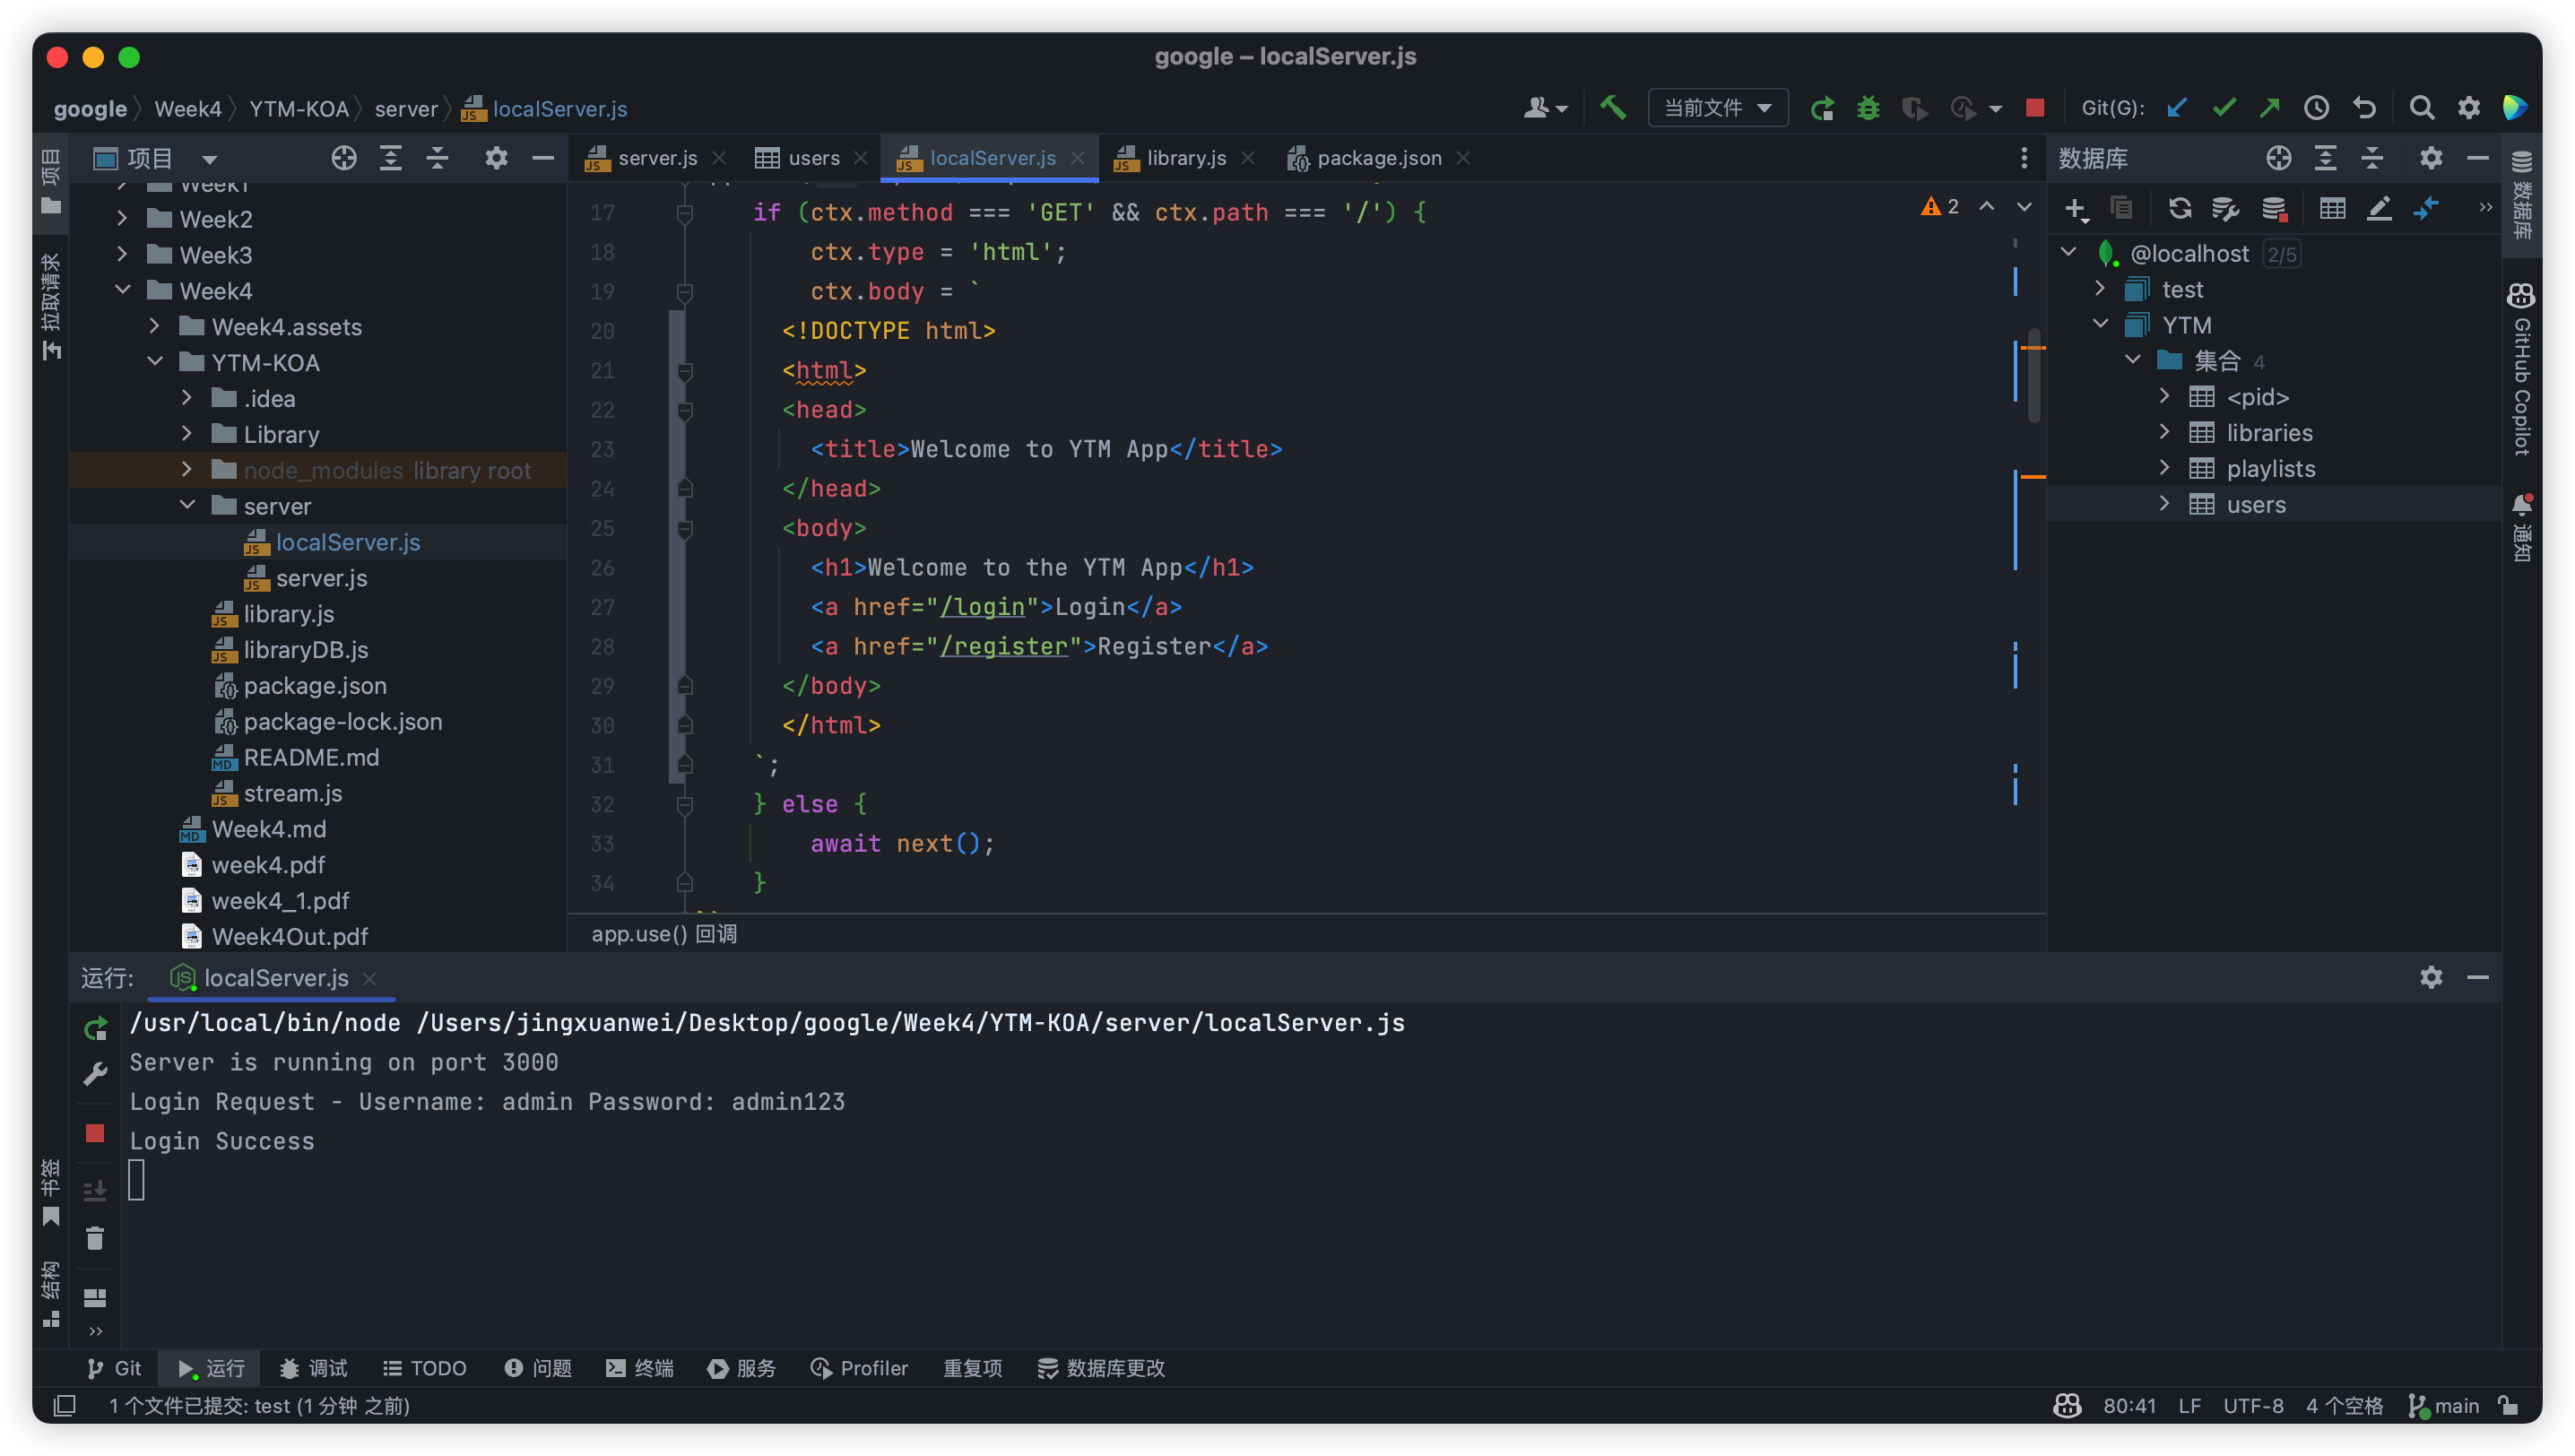 google – localServer.js
google Week4 YTM-KOA server localServer.js
当前文件
Git(G):
项目
server.js
users
localServer.js
library.js
package.json
数据库
项目
拉取请求
书签
结构
Week1
Week2
Week3
Week4
Week4.assets
YTM-KOA
.idea
Library
node_modules library root
server
localServer.js
server.js
library.js
libraryDB.js
package.json
package-lock.json
README.md
stream.js
Week4.md
week4.pdf
week4_1.pdf
Week4Out.pdf
17 if (ctx.method === 'GET' && ctx.path === '/') {
18 ctx.type = 'html';
19 ctx.body = `
20 <!DOCTYPE html>
21 <html>
22 <head>
23 <title>Welcome to YTM App</title>
24 </head>
25 <body>
26 <h1>Welcome to the YTM App</h1>
27 <a href="/login">Login</a>
28 <a href="/register">Register</a>
29 </body>
30 </html>
31 `;
32 } else {
33 await next();
34 }
2
app.use() 回调
@localhost 2/5
test
YTM
集合 4
<pid>
libraries
playlists
users
数据库
GitHub Copilot
通知
运行: localServer.js
/usr/local/bin/node /Users/jingxuanwei/Desktop/google/Week4/YTM-KOA/server/localServer.js
Server is running on port 3000
Login Request - Username: admin Password: admin123
Login Success
Git 运行 调试 TODO 问题 终端 服务 Profiler 重复项 数据库更改
1 个文件已提交: test (1 分钟 之前)
80:41 LF UTF-8 4 个空格 main